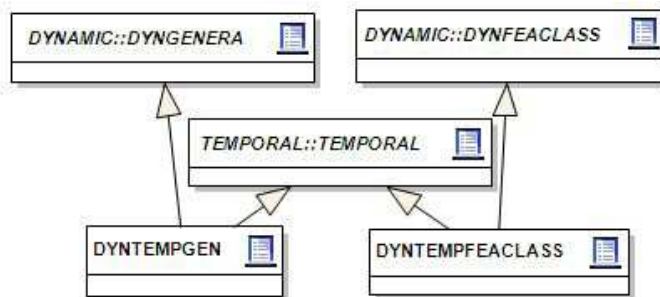 DYNAMIC::DYNGENERA
DYNAMIC::DYNFEACLASS
TEMPORAL::TEMPORAL
DYNTEMPGEN
DYNTEMPFEACLASS